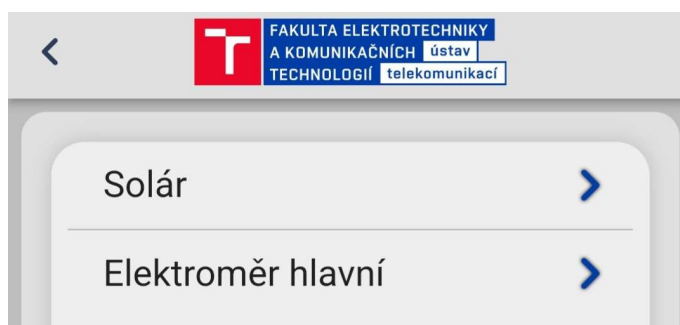 FAKULTA ELEKTROTECHNIKY
A KOMUNIKAČNÍCH ústav
TECHNOLOGIÍ telekomunikací
Solár
Elektroměr hlavní